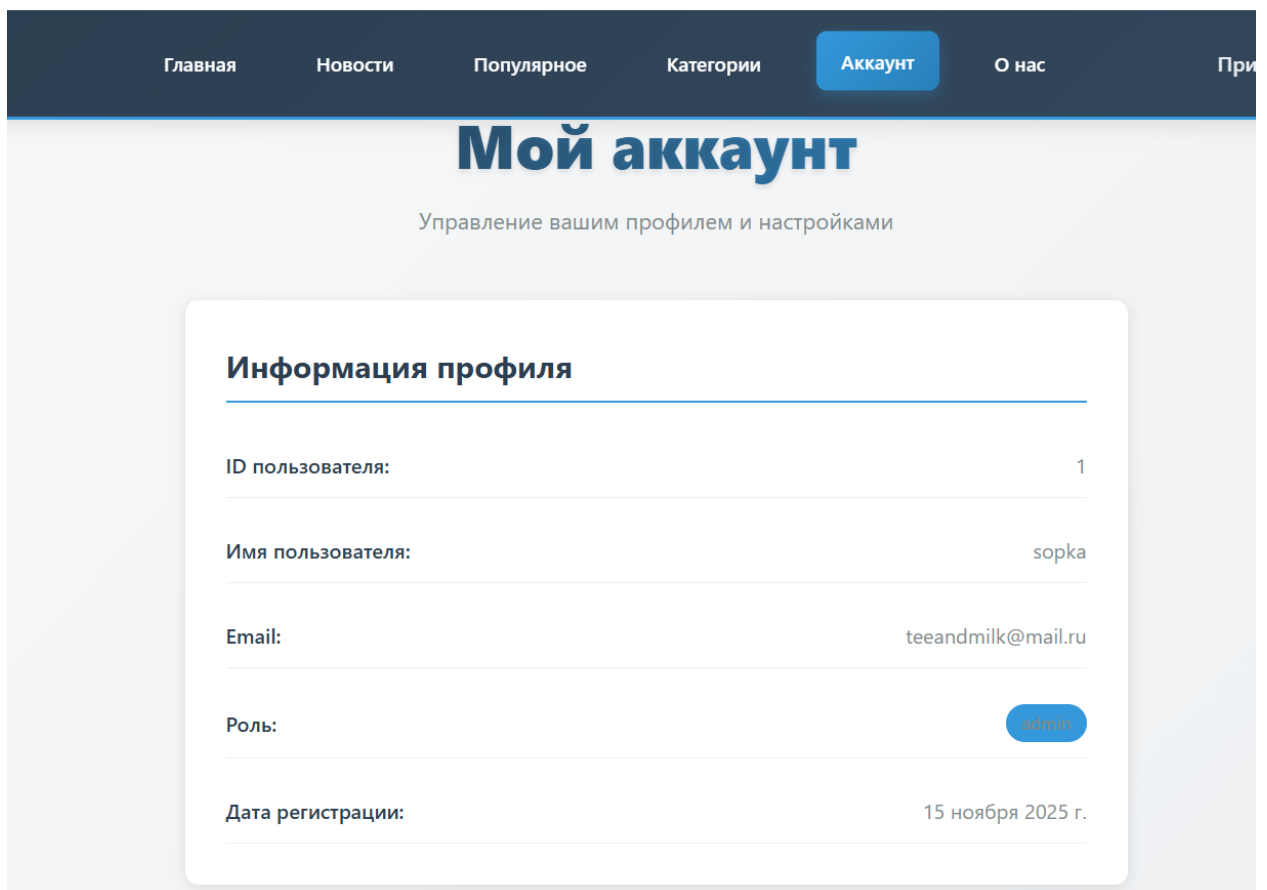 Главная Новости Популярное Категории Аккаунт О нас При
Мой аккаунт
Управление вашим профилем и настройками
Информация профиля
ID пользователя: 1
Имя пользователя: sopka
Email: teeandmilk@mail.ru
Роль: admin
Дата регистрации: 15 ноября 2025 г.